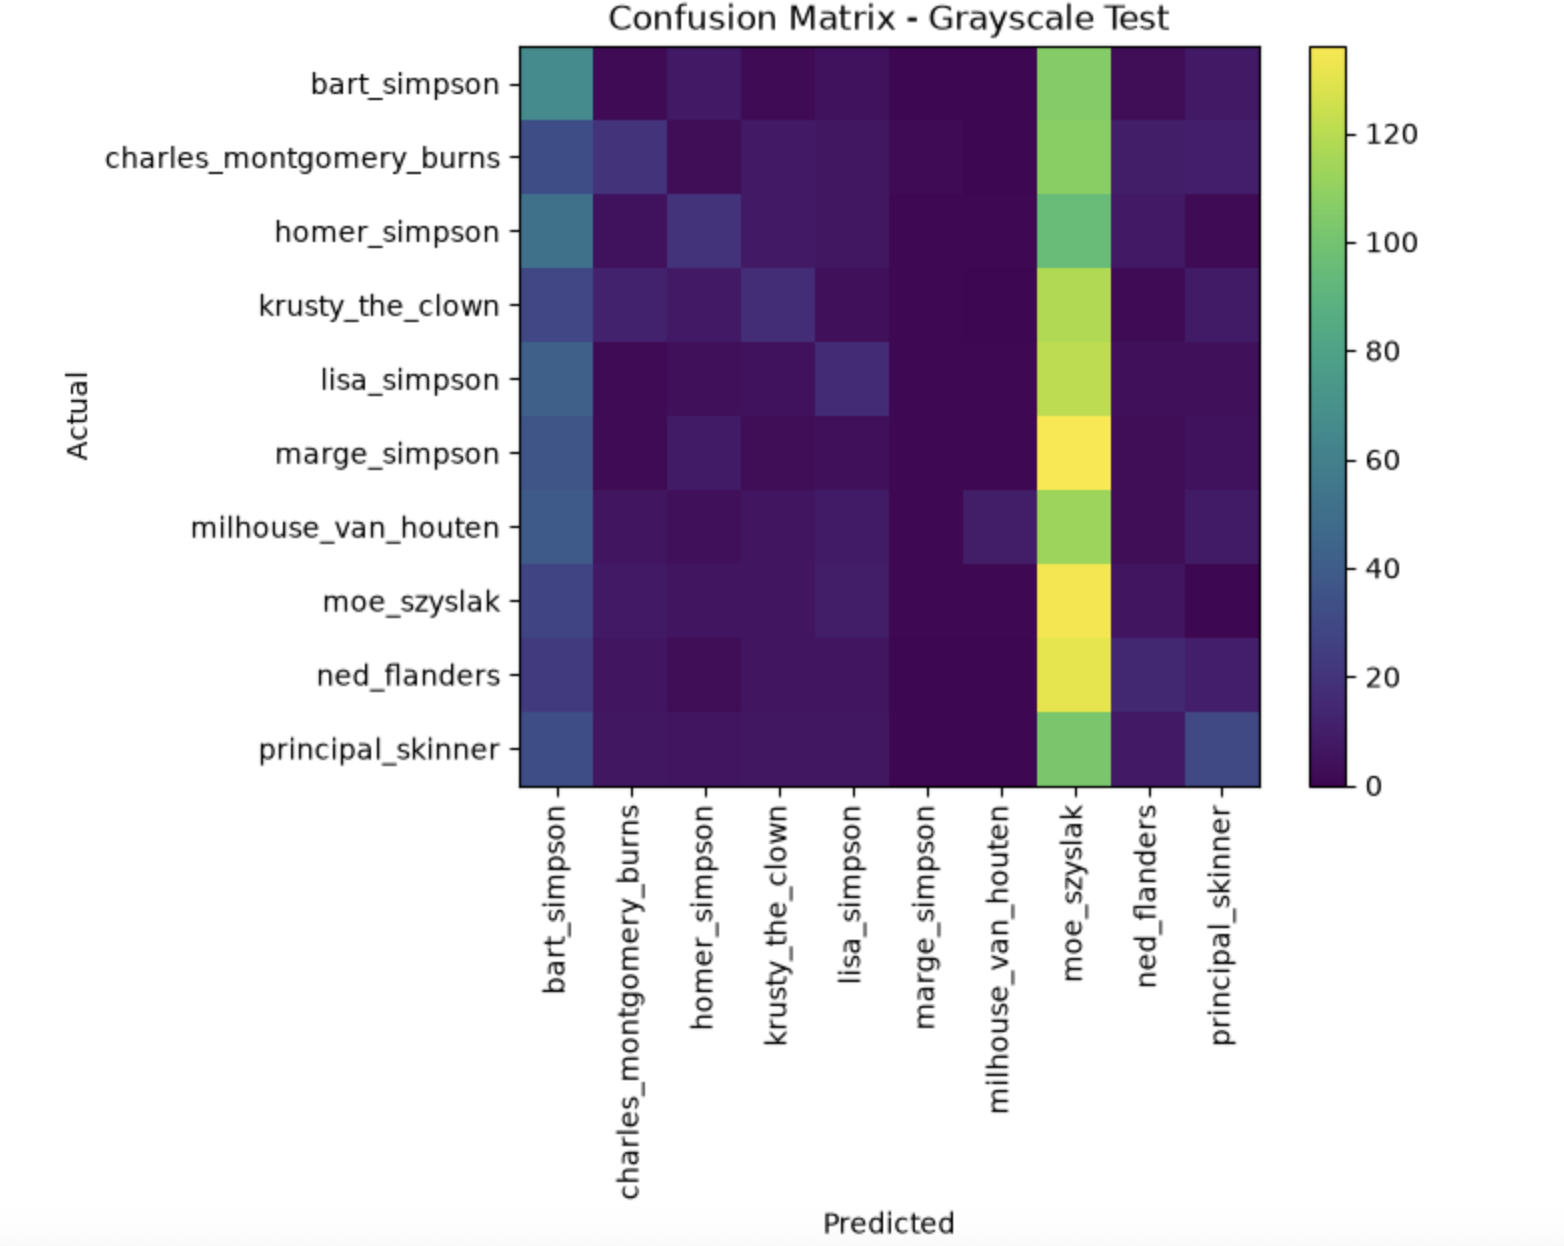 Confusion Matrix - Grayscale Test
bart_simpson
charles_montgomery_burns
homer_simpson
krusty_the_clown
lisa_simpson
marge_simpson
milhouse_van_houten
moe_szyslak
ned_flanders
principal_skinner
Actual
bart_simpson
charles_montgomery_burns
homer_simpson
krusty_the_clown
lisa_simpson
marge_simpson
milhouse_van_houten
moe_szyslak
ned_flanders
principal_skinner
Predicted
120
100
80
60
40
20
0